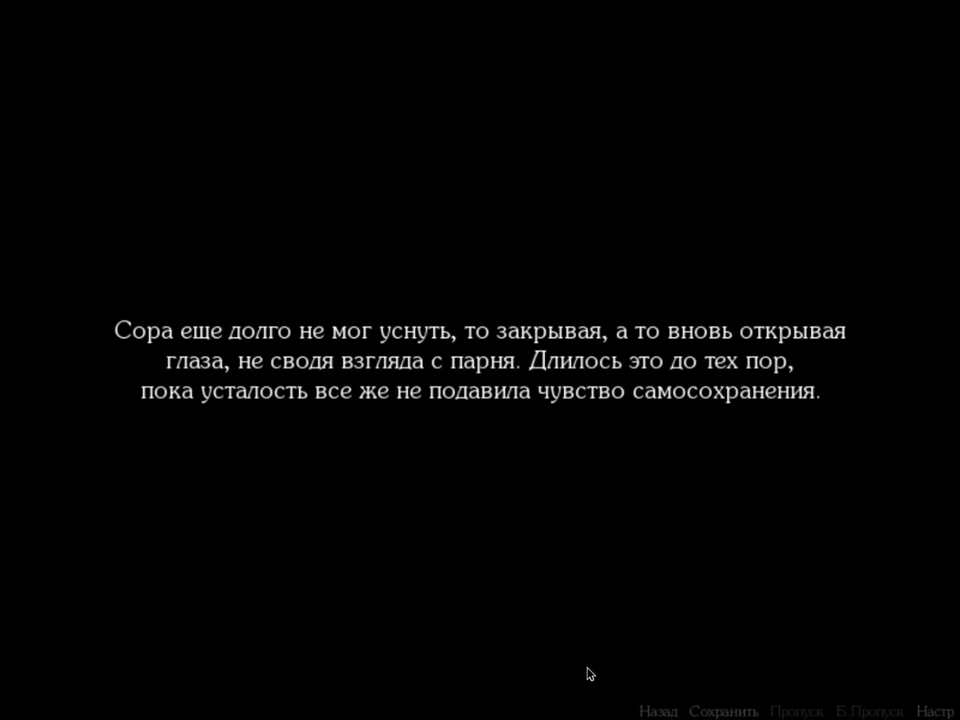 Сора еще долго не мог уснуть, то закрывая, а то вновь открывая
глаза, не сводя взгляда с парня. Длилось это до тех пор,
пока усталость все же не подавила чувство самосохранения.
Назад Сохранить Пропуск Б.Пропуск Настр